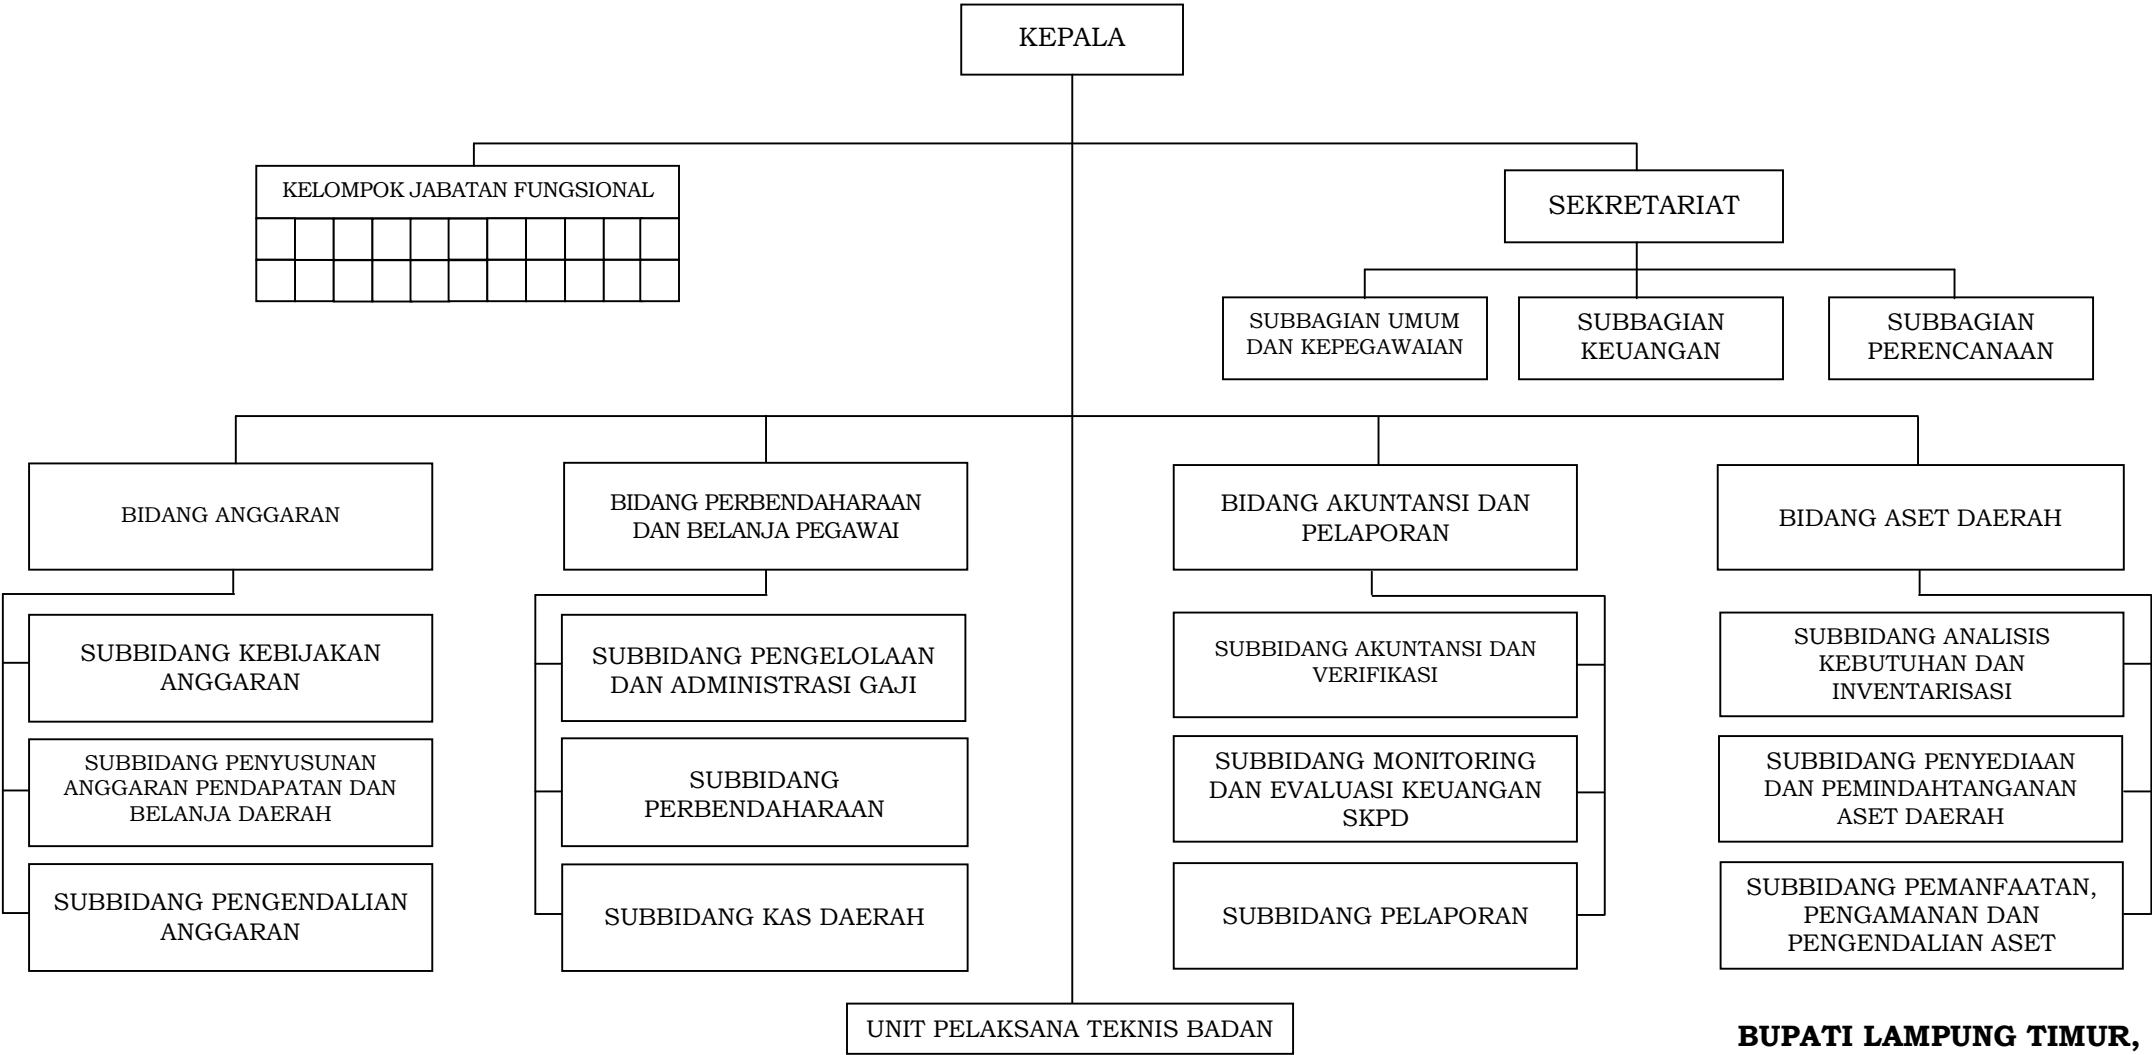 KEPALA
KELOMPOK JABATAN FUNGSIONAL
SEKRETARIAT
SUBBAGIAN UMUM
DAN KEPEGAWAIAN
SUBBAGIAN
KEUANGAN
SUBBAGIAN
PERENCANAAN
BIDANG ANGGARAN
BIDANG PERBENDAHARAAN
DAN BELANJA PEGAWAI
BIDANG AKUNTANSI DAN
PELAPORAN
BIDANG ASET DAERAH
SUBBIDANG KEBIJAKAN
ANGGARAN
SUBBIDANG PENGELOLAAN
DAN ADMINISTRASI GAJI
SUBBIDANG AKUNTANSI DAN
VERIFIKASI
SUBBIDANG ANALISIS
KEBUTUHAN DAN
INVENTARISASI
SUBBIDANG PENYUSUNAN
ANGGARAN PENDAPATAN DAN
BELANJA DAERAH
SUBBIDANG
PERBENDAHARAAN
SUBBIDANG MONITORING
DAN EVALUASI KEUANGAN
SKPD
SUBBIDANG PENYEDIAAN
DAN PEMINDAHTANGANAN
ASET DAERAH
SUBBIDANG PENGENDALIAN
ANGGARAN
SUBBIDANG KAS DAERAH
SUBBIDANG PELAPORAN
SUBBIDANG PEMANFAATAN,
PENGAMANAN DAN
PENGENDALIAN ASET
UNIT PELAKSANA TEKNIS BADAN
BUPATI LAMPUNG TIMUR,